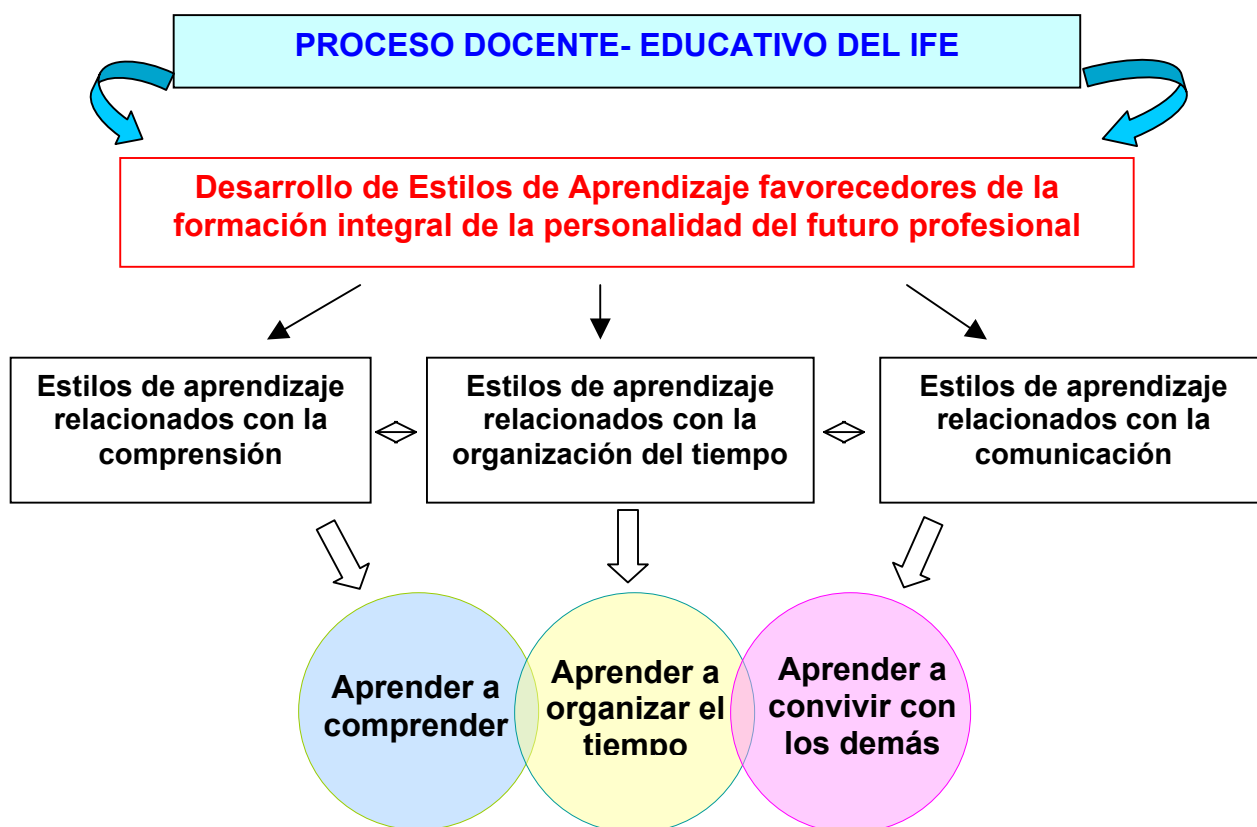 PROCESO DOCENTE- EDUCATIVO DEL IFE
Desarrollo de Estilos de Aprendizaje favorecedores de la
formación integral de la personalidad del futuro profesional
Estilos de aprendizaje
relacionados con la
comprensión
Estilos de aprendizaje
relacionados con la
organización del tiempo
Estilos de aprendizaje
relacionados con la
comunicación
Aprender a
comprender
Aprender a
organizar el
tiempo
Aprender a
convivir con
los demás